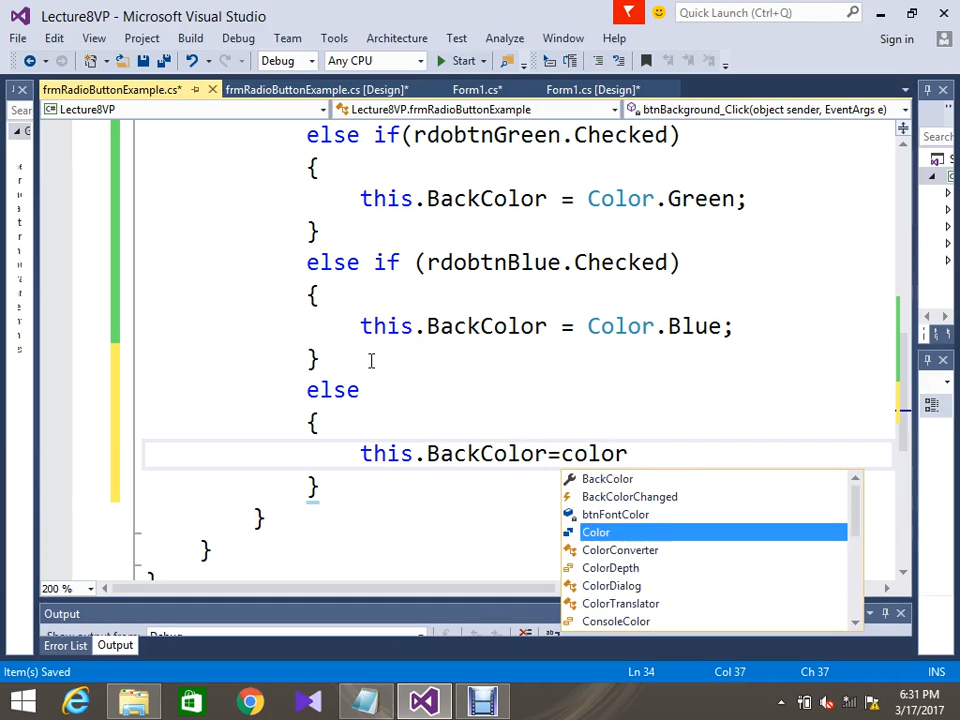 Lecture8VP - Microsoft Visual Studio
Quick Launch (Ctrl+Q)
File Edit View Project Build Debug Team Tools Architecture Test Analyze Window Help
Sign in
Debug Any CPU Start
frmRadioButtonExample.cs* frmRadioButtonExample.cs [Design]* Form1.cs* Form1.cs [Design]*
Lecture8VP Lecture8VP.frmRadioButtonExample btnBackground_Click(object sender, EventArgs e)
Sear
Search
else if(rdobtnGreen.Checked)
{
this.BackColor = Color.Green;
}
else if (rdobtnBlue.Checked)
{
this.BackColor = Color.Blue;
}
else
{
this.BackColor=color
}
}
}
BackColor
BackColorChanged
btnFontColor
Color
ColorConverter
ColorDepth
ColorDialog
ColorTranslator
ConsoleColor
200 %
Output
Error List Output
Item(s) Saved Ln 34 Col 37 Ch 37 INS
6:31 PM
3/17/2017